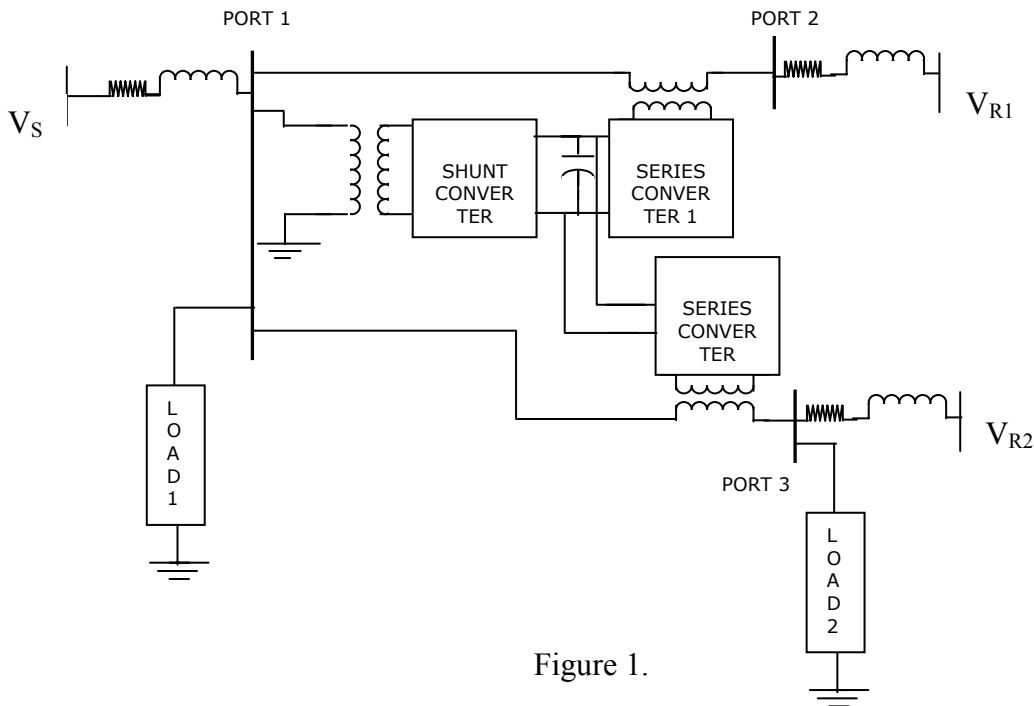 PORT 1
PORT 2
V_S
V_R1
SHUNT
CONVER
TER
SERIES
CONVER
TER 1
SERIES
CONVER
TER
L
O
A
D
1
V_R2
PORT 3
L
O
A
D
2
Figure 1.